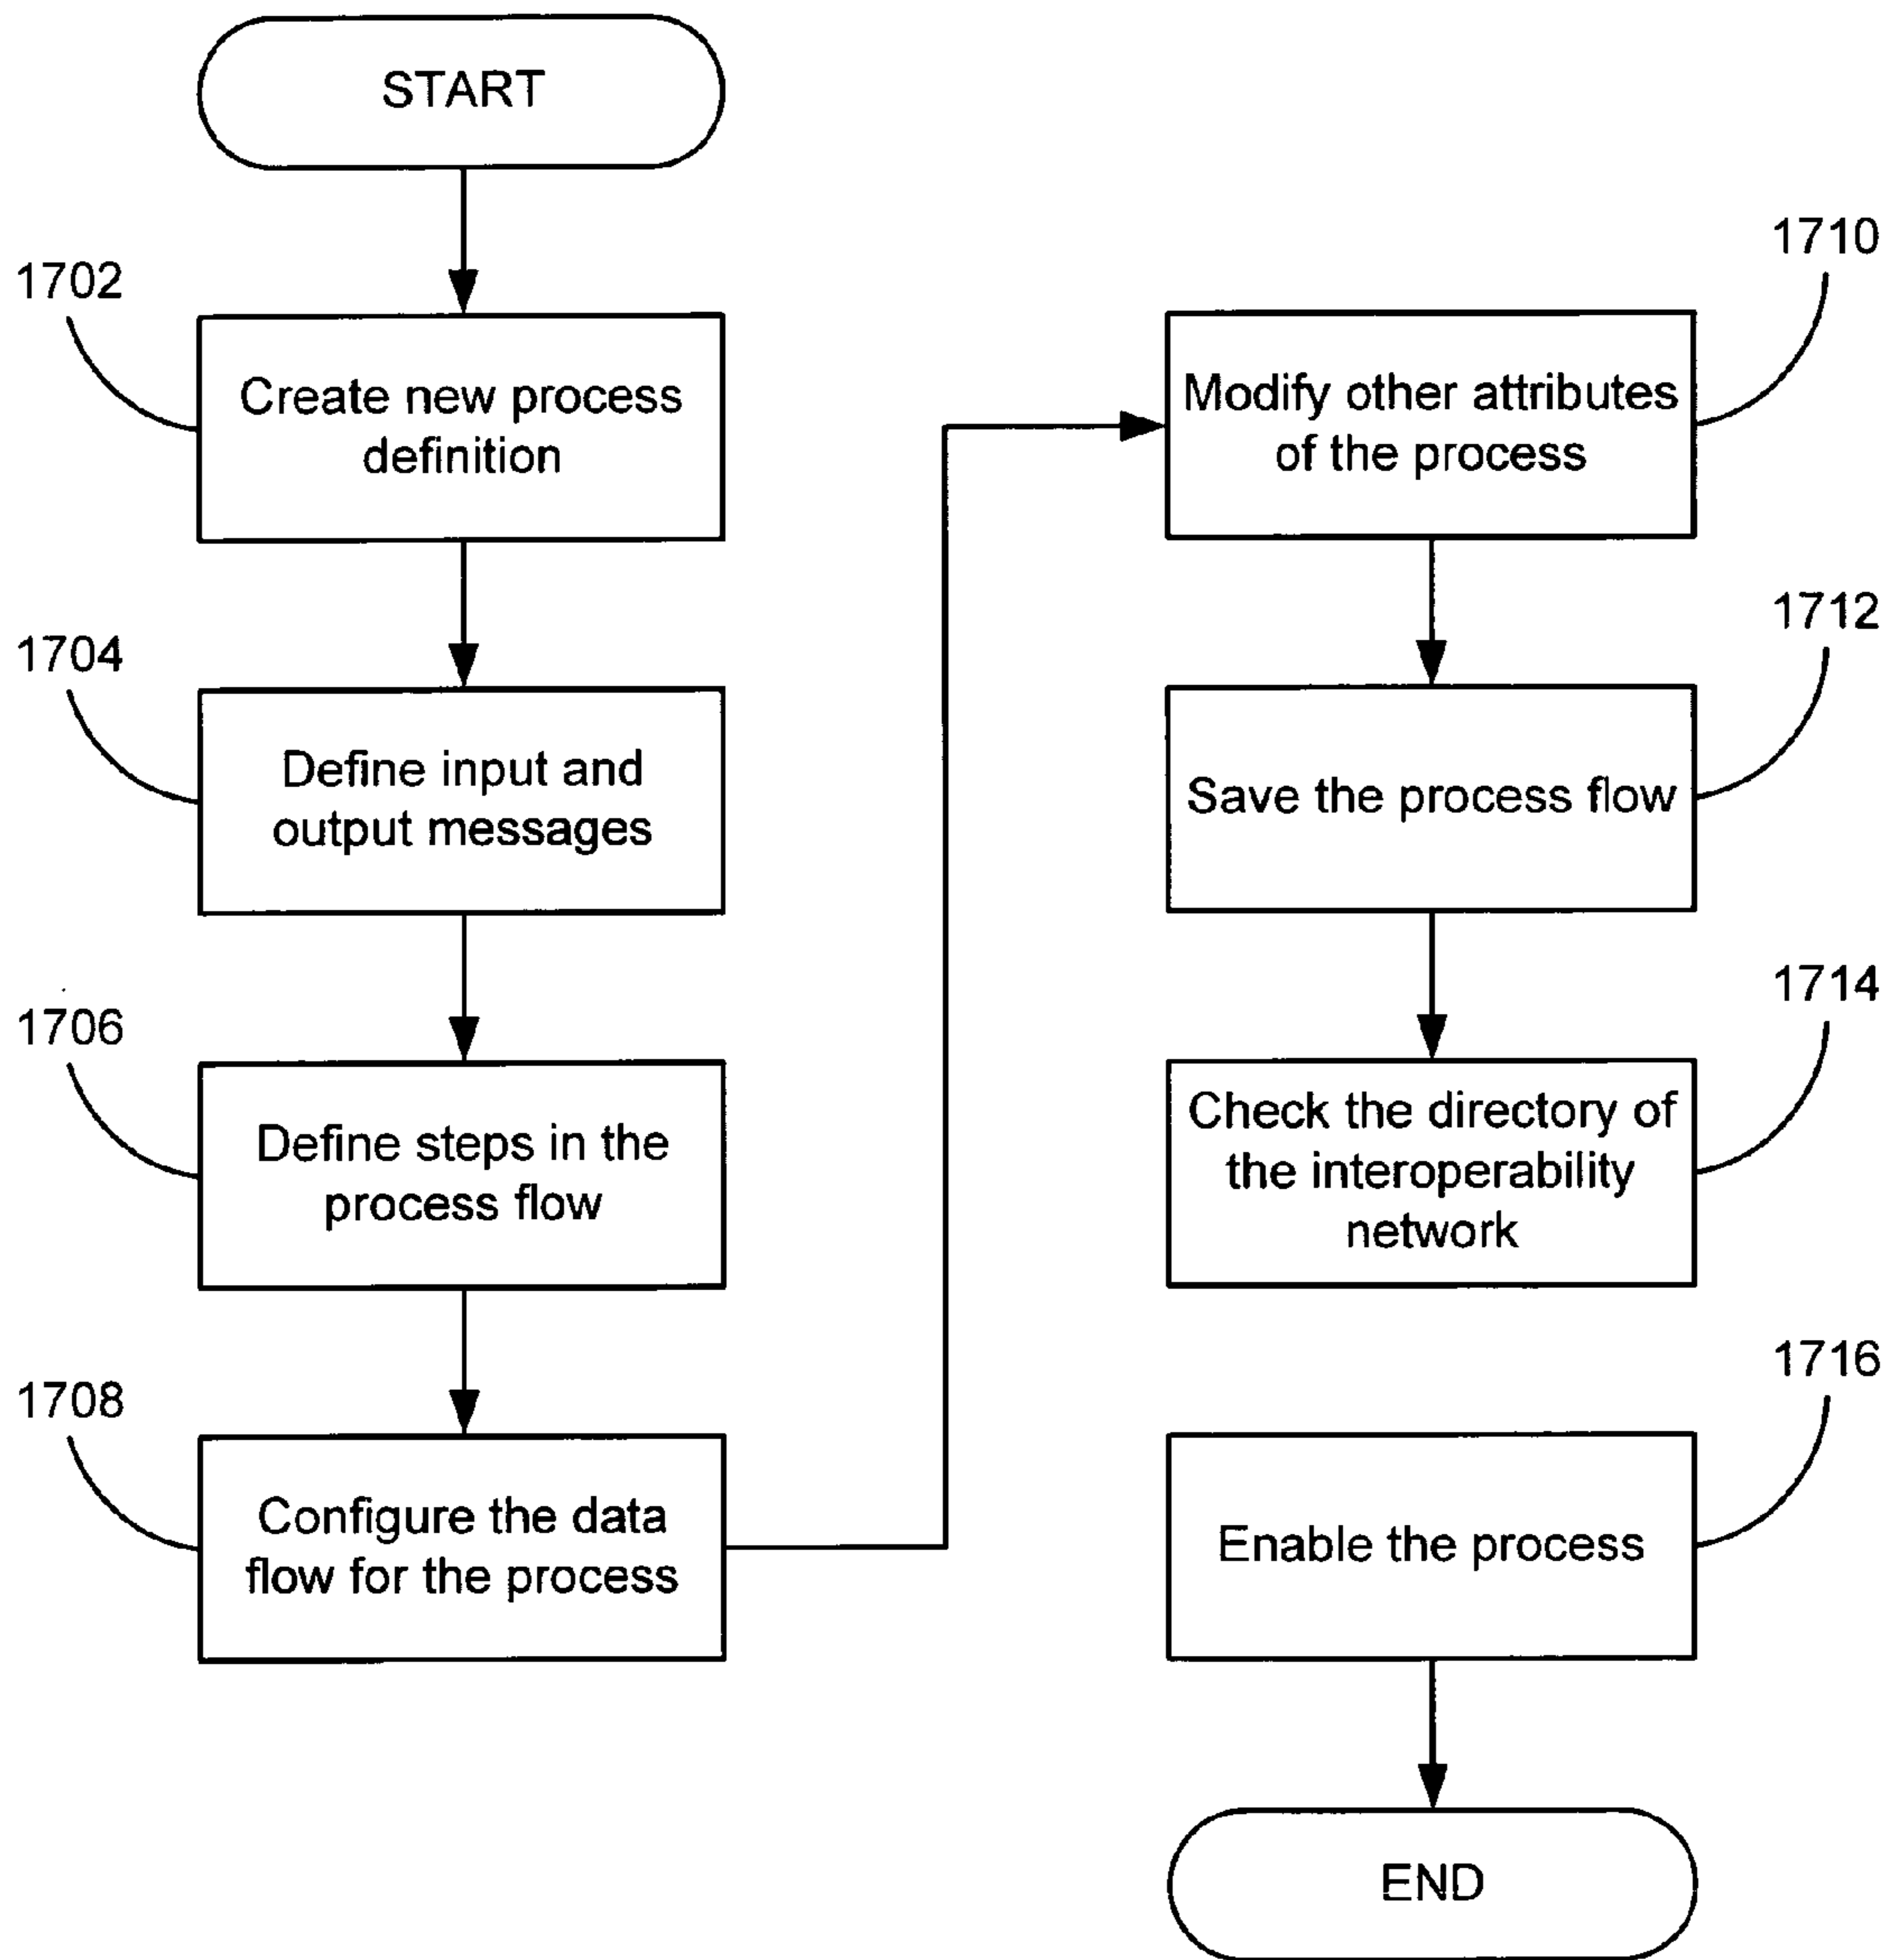 START
1702
Create new process
definition
1704
Define input and
output messages
1706
Define steps in the
process flow
1708
Configure the data
flow for the process
1710
Modify other attributes
of the process
1712
Save the process flow
1714
Check the directory of
the interoperability
network
1716
Enable the process
END